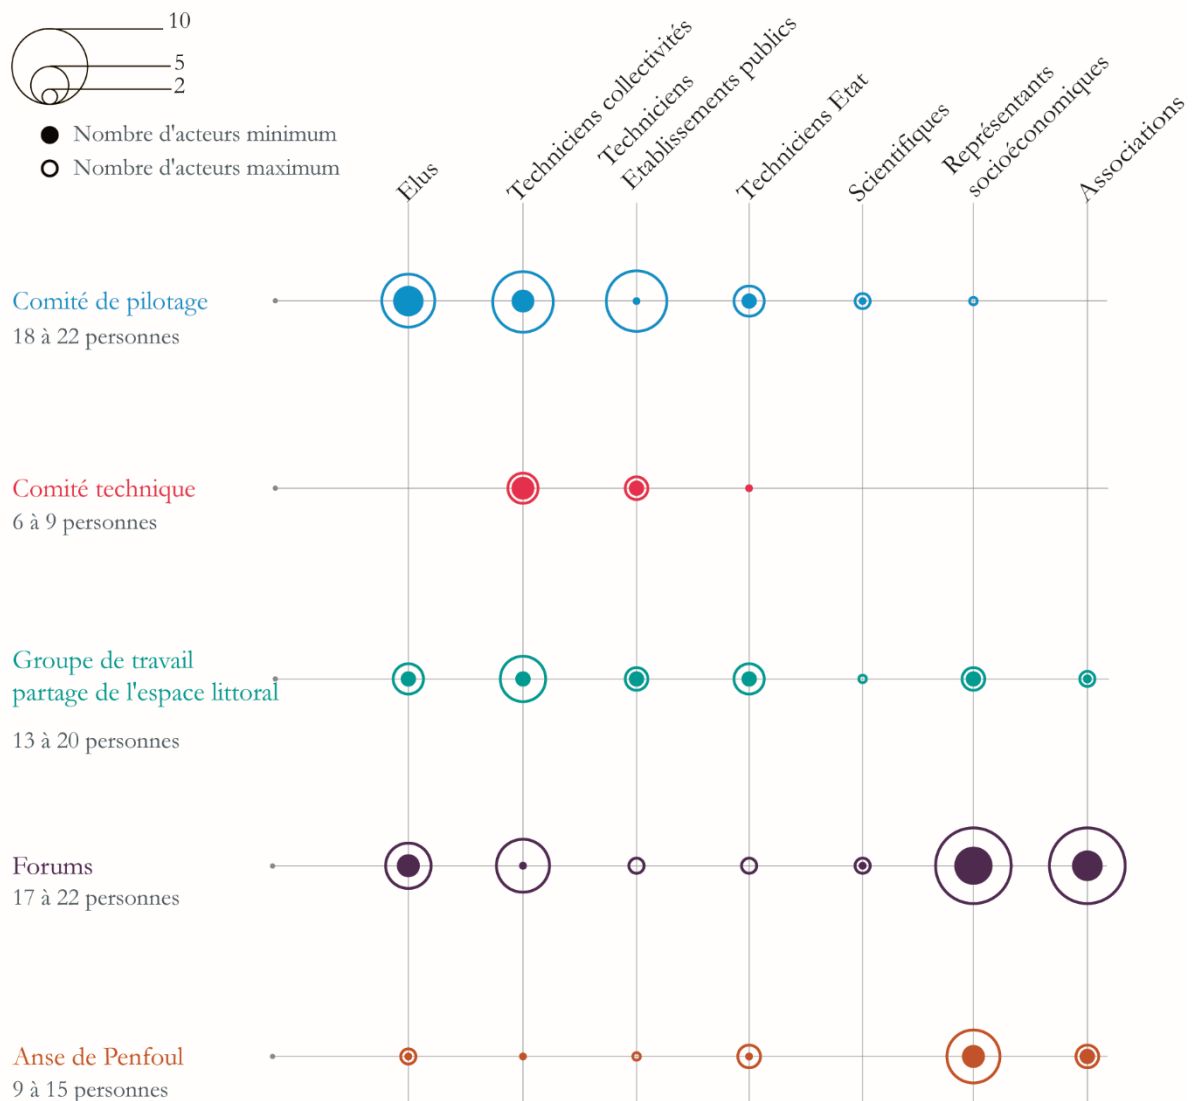 10
5
2
Nombre d'acteurs minimum
Nombre d'acteurs maximum
Elus
Techniciens collectivités
Techniciens
Etablissements publics
Techniciens Etat
Scientifiques
Représentants
socioéconomiques
Associations
Comité de pilotage
18 à 22 personnes
Comité technique
6 à 9 personnes
Groupe de travail
partage de l'espace littoral
13 à 20 personnes
Forums
17 à 22 personnes
Anse de Penfoul
9 à 15 personnes